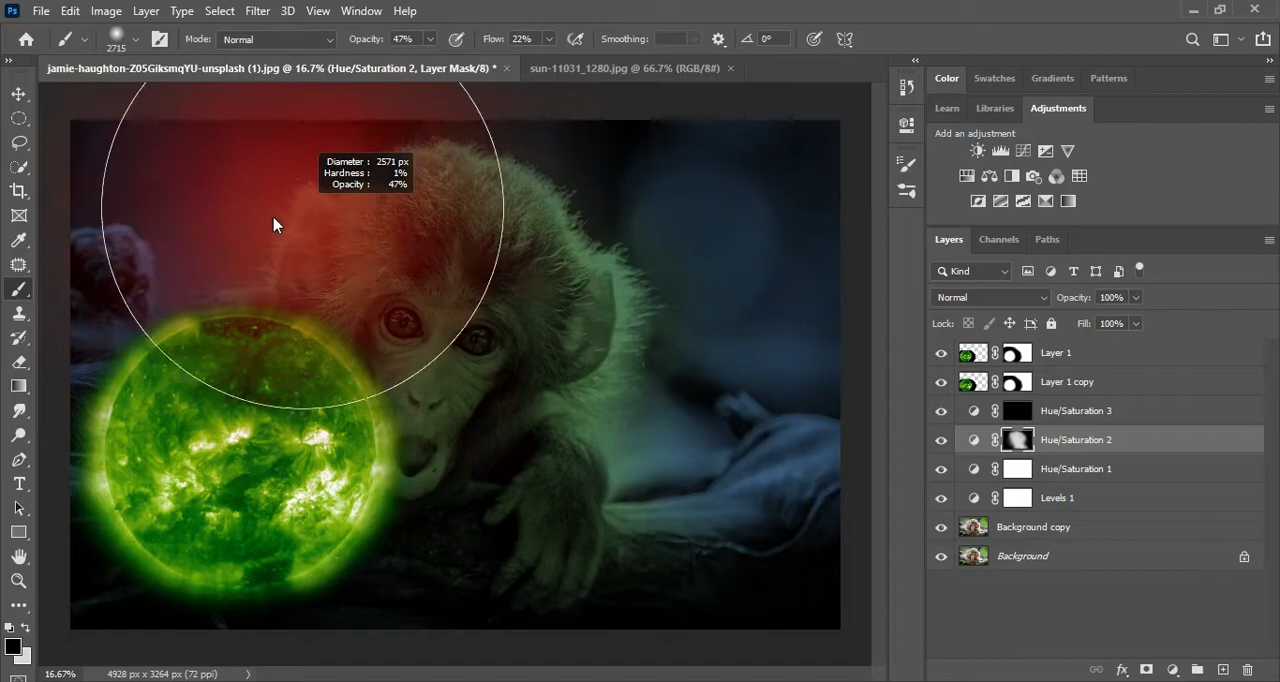 Ps File Edit Image Layer Type Select Filter 3D View Window Help
2715 Mode: Normal Opacity: 47% Flow: 22% Smoothing: 0°
jamie-haughton-Z05GiksmqYU-unsplash (1).jpg @ 16.7% (Hue/Saturation 2, Layer Mask/8) * × sun-11031_1280.jpg @ 66.7% (RGB/8#) ×
Color Swatches Gradients Patterns
Learn Libraries Adjustments
Add an adjustment
Diameter : 2571 px
Hardness : 1%
Opacity : 47%
Layers Channels Paths
Kind
Normal Opacity: 100%
Lock: Fill: 100%
Layer 1
Layer 1 copy
Hue/Saturation 3
Hue/Saturation 2
Hue/Saturation 1
Levels 1
Background copy
Background
16.67% 4928 px x 3264 px (72 ppi)